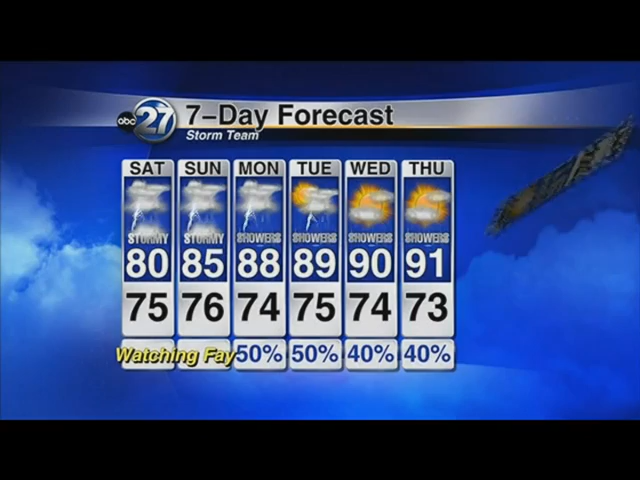 abc 27 7-Day Forecast
Storm Team
SAT SUN MON TUE WED THU
STORMY STORMY SHOWERS SHOWERS SHOWERS SHOWERS
80 85 88 89 90 91
75 76 74 75 74 73
Watching Fay 50% 50% 40% 40%